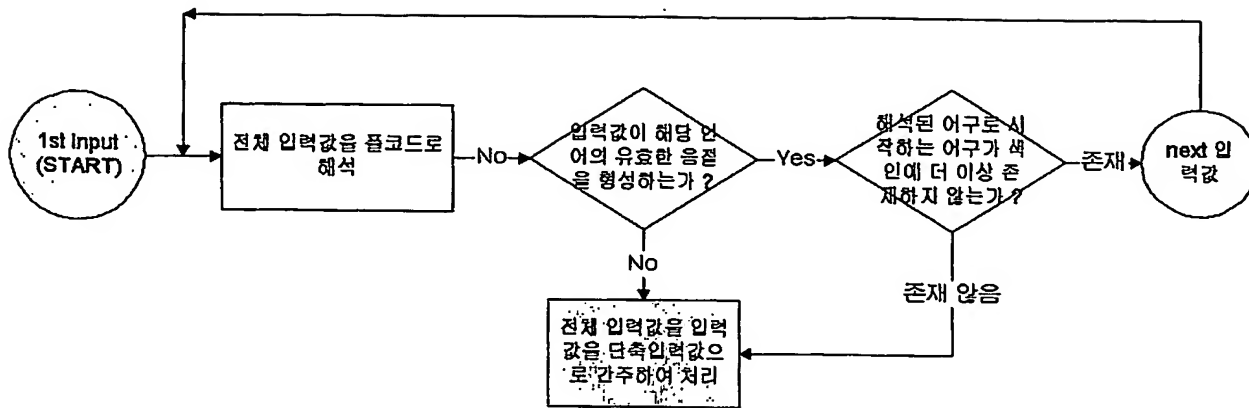 1st Input
(START)
전체 입력값을 풀코드로
해석
No
입력값이 해당 언
어의 유효한 음절
을 형성하는가 ?
Yes
해석된 어구로 시
작하는 어구가 색
인에 더 이상 존
재하지 않는가 ?
존재
next 입
력값
No
존재 않음
전체 입력값을 입력
값을 단축입력값으
로 간주하여 처리